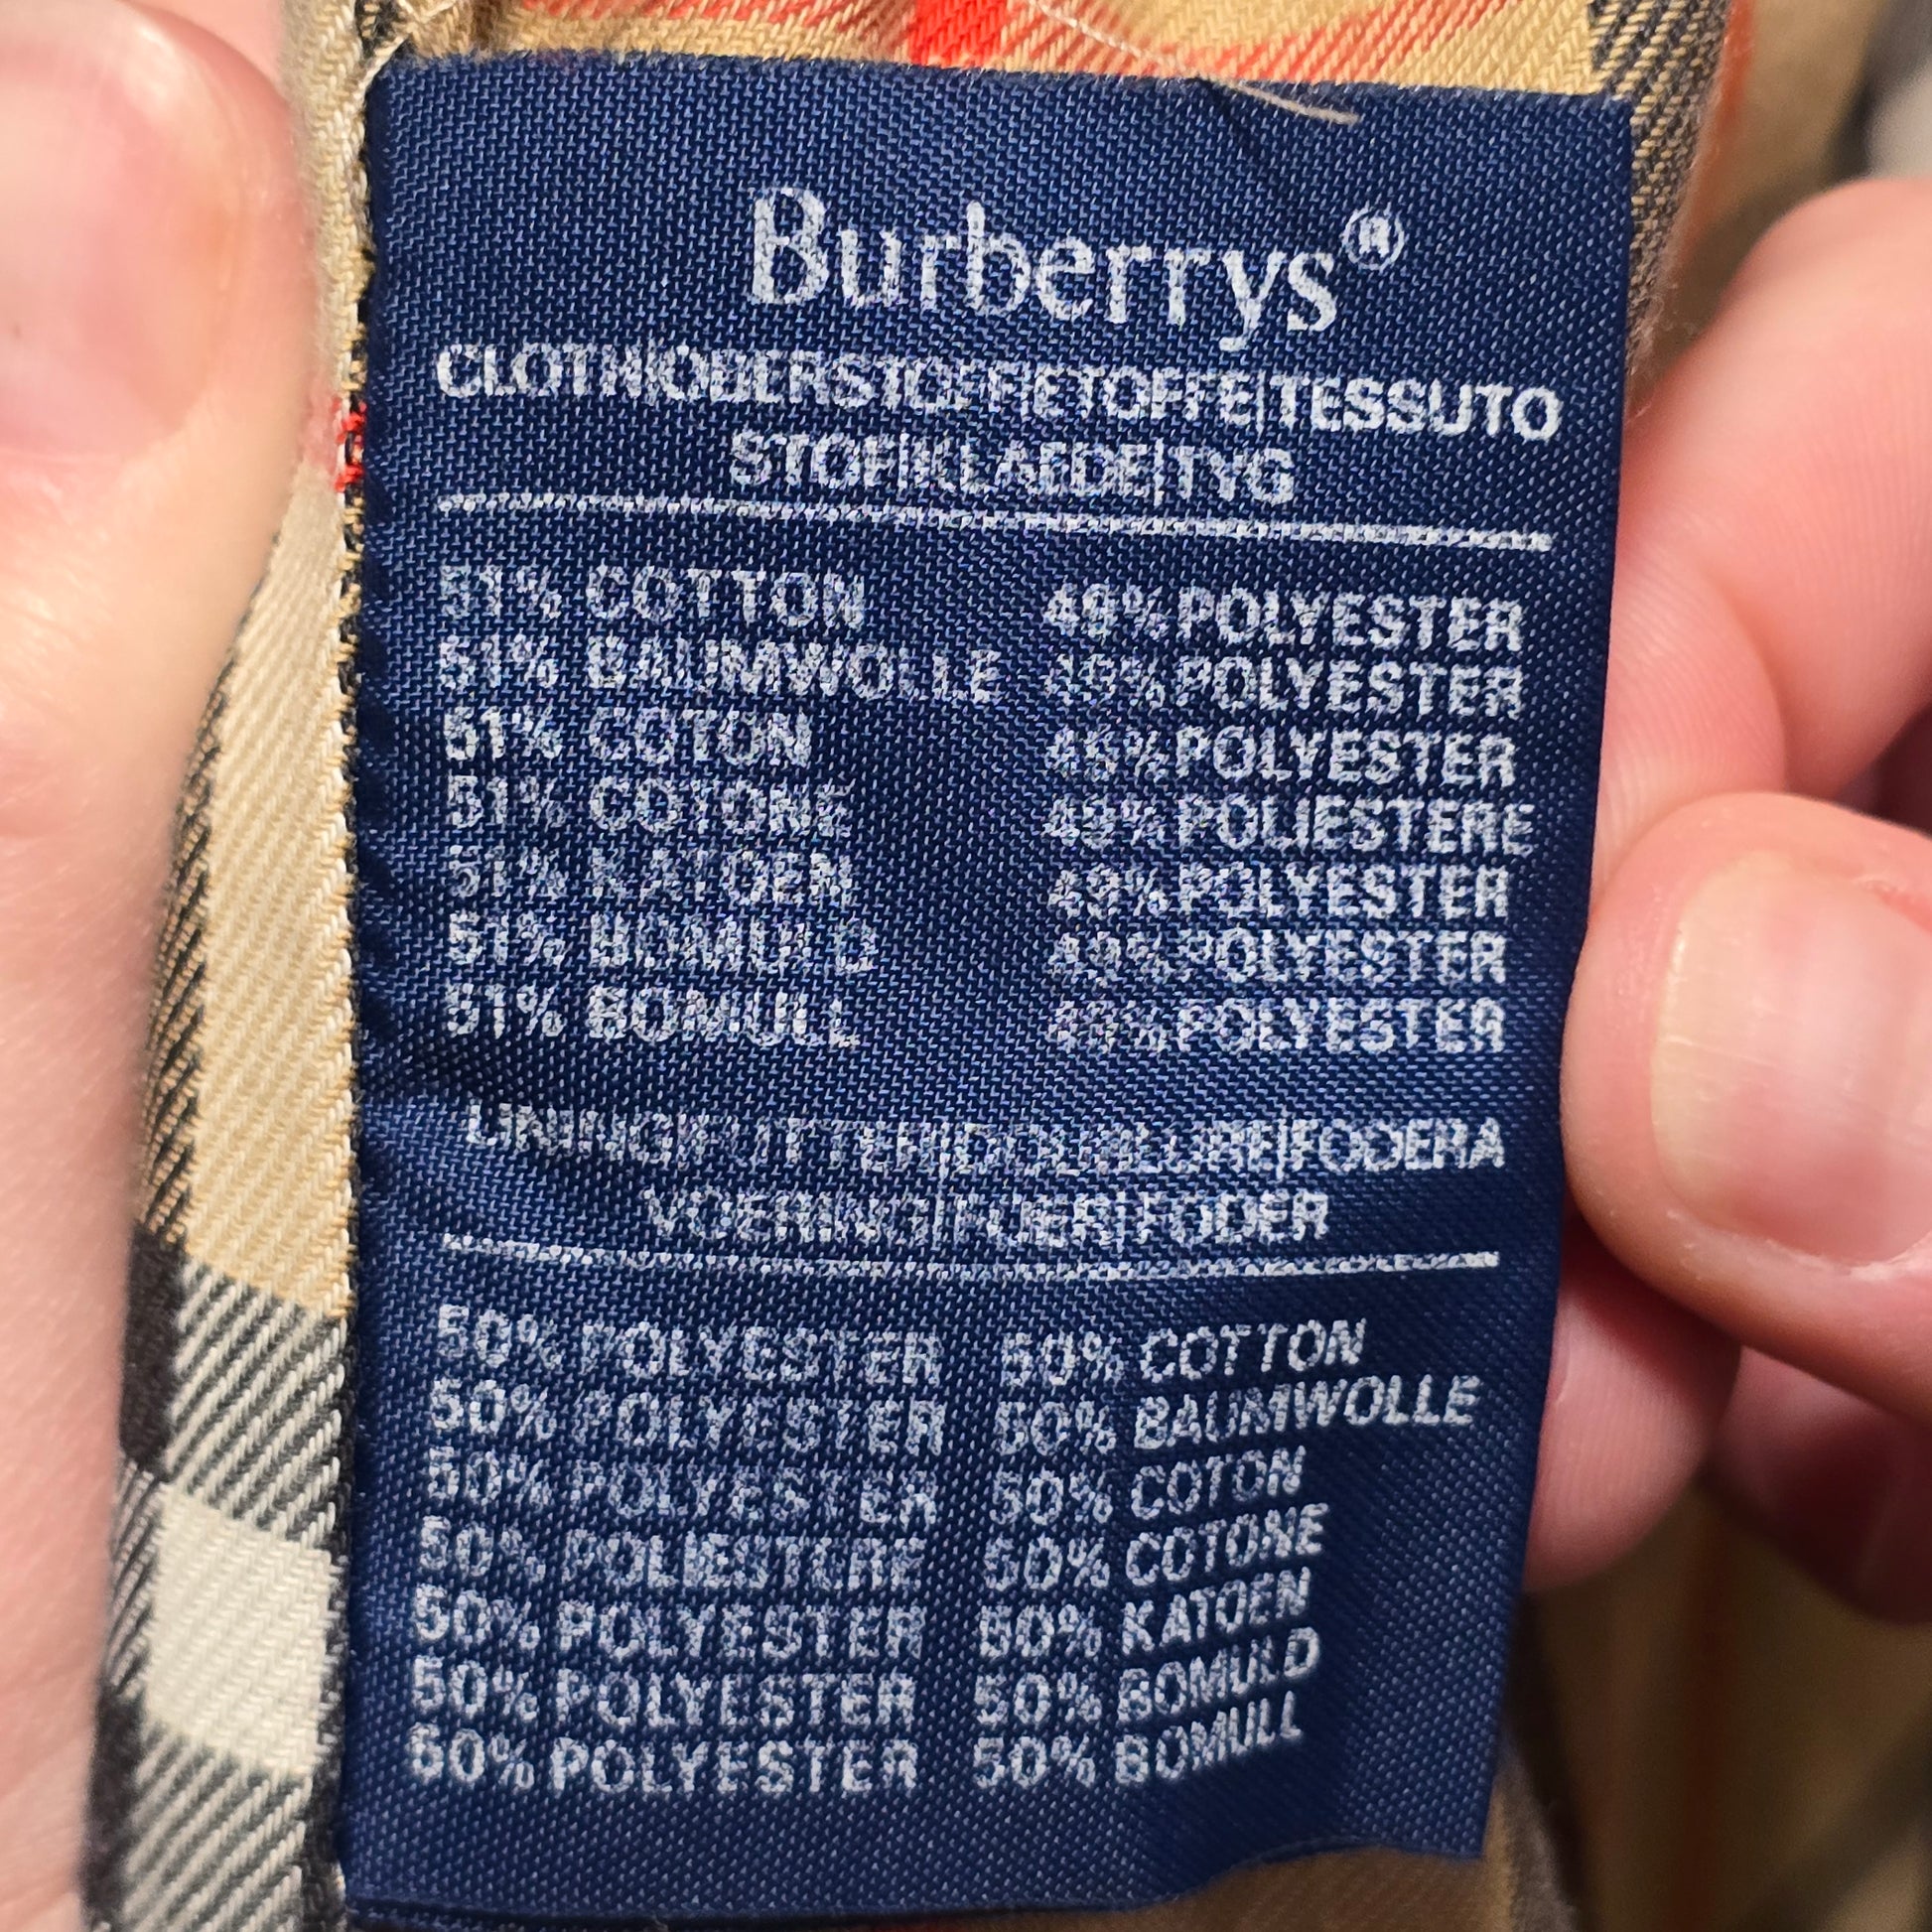 Burberrys®
CLOTH|OBERSTOFF|ETOFFE|TESSUTO
STOF|KLAEDE|TYG
51% COTTON 49% POLYESTER
51% BAUMWOLLE 49% POLYESTER
51% COTON 49% POLYESTER
51% COTONE 49% POLIESTERE
51% KATOEN 49% POLYESTER
51% BOMULD 49% POLYESTER
51% BOMULL 49% POLYESTER
LINING|FUTTER|DOUBLURE|FODERA
VOERING|FUER|FODER
50% POLYESTER 50% COTTON
50% POLYESTER 50% BAUMWOLLE
50% POLYESTER 50% COTON
50% POLIESTERE 50% COTONE
50% POLYESTER 50% KATOEN
50% POLYESTER 50% BOMULD
50% POLYESTER 50% BOMULL